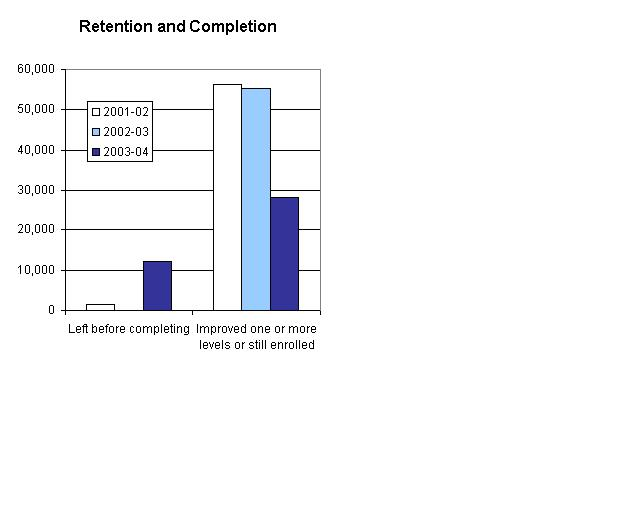 Retention and Completion
60,000
50,000
40,000
30,000
20,000
10,000
0
2001-02
2002-03
2003-04
Left before completing
Improved one or more
levels or still enrolled